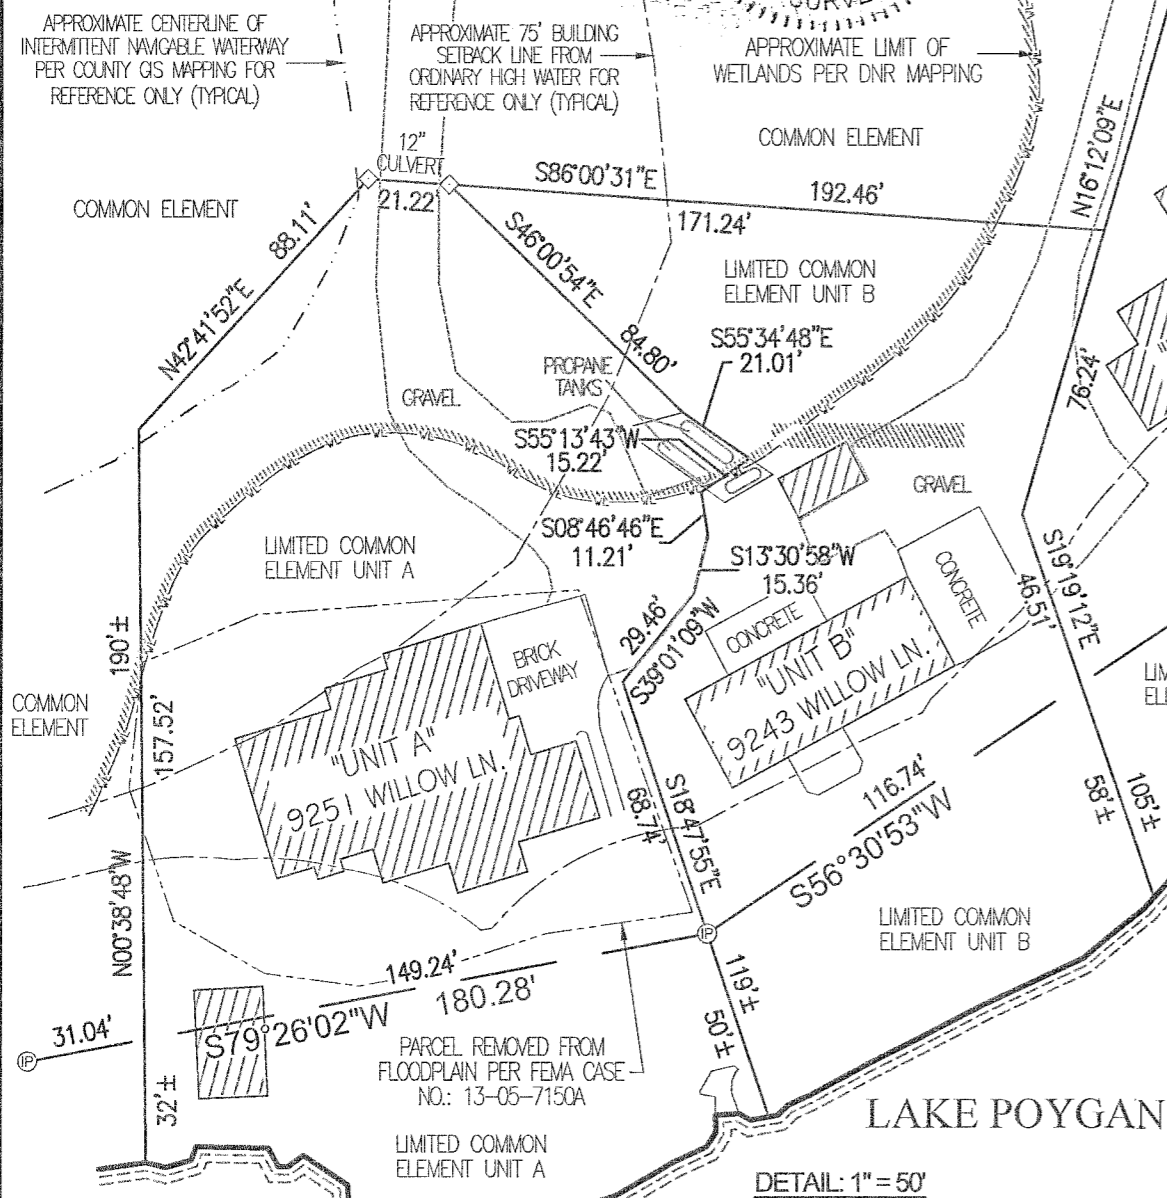 APPROXIMATE CENTERLINE OF
INTERMITTENT NAVIGABLE WATERWAY
PER COUNTY GIS MAPPING FOR
REFERENCE ONLY (TYPICAL)
APPROXIMATE 75' BUILDING
SETBACK LINE FROM
ORDINARY HIGH WATER FOR
REFERENCE ONLY (TYPICAL)
APPROXIMATE LIMIT OF
WETLANDS PER DNR MAPPING
COMMON ELEMENT
N16°12'09"E
12"
CULVERT
21.22'
S86°00'31"E
192.46'
171.24'
COMMON ELEMENT
88.11'
N42°41'52"E
S46°00'54"E
84.80'
LIMITED COMMON
ELEMENT UNIT B
S55°34'48"E
21.01'
76.24'
PROPANE
TANKS
GRAVEL
S55°13'43"W
15.22'
GRAVEL
S08°46'46"E
11.21'
S13°30'58"W
15.36'
LIMITED COMMON
ELEMENT UNIT A
CONCRETE
S19°19'12"E
46.51'
190'±
157.52'
N00°38'48"W
29.46'
S39°01'09"W
CONCRETE
BRICK
DRIVEWAY
"UNIT B"
9243 WILLOW LN.
COMMON
ELEMENT
"UNIT A"
9251 WILLOW LN.
S18°47'55"E
68.74'
116.74'
S56°30'53"W
58'±
105'±
LIMITED COMMON
ELEMENT UNIT B
149.24'
180.28'
S79°26'02"W
31.04'
IP
IP
119'±
50'±
32'±
PARCEL REMOVED FROM
FLOODPLAIN PER FEMA CASE
NO.: 13-05-7150A
LIMITED COMMON
ELEMENT UNIT A
LAKE POYGAN
DETAIL: 1" = 50'